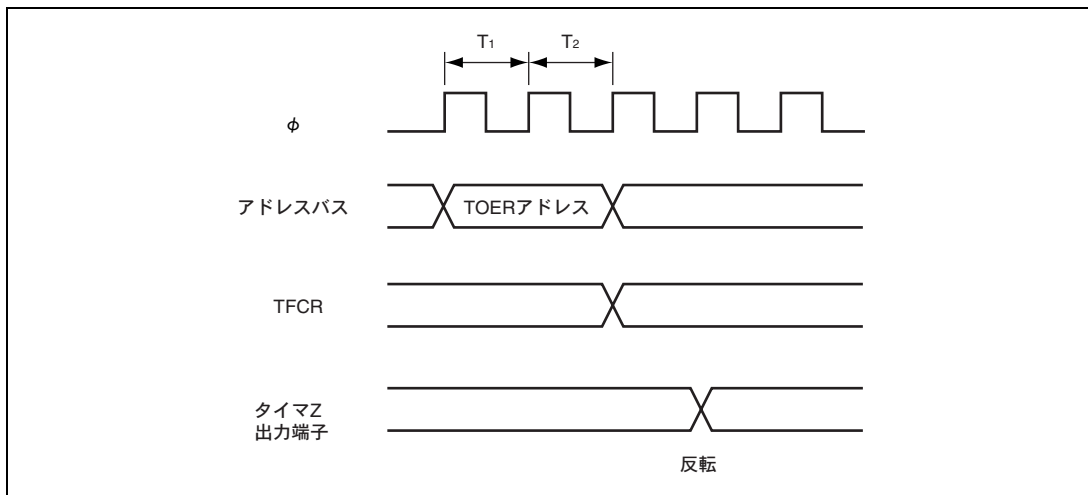 T1 T2
φ
アドレスバス TOERアドレス
TFCR
タイマZ
出力端子
反転